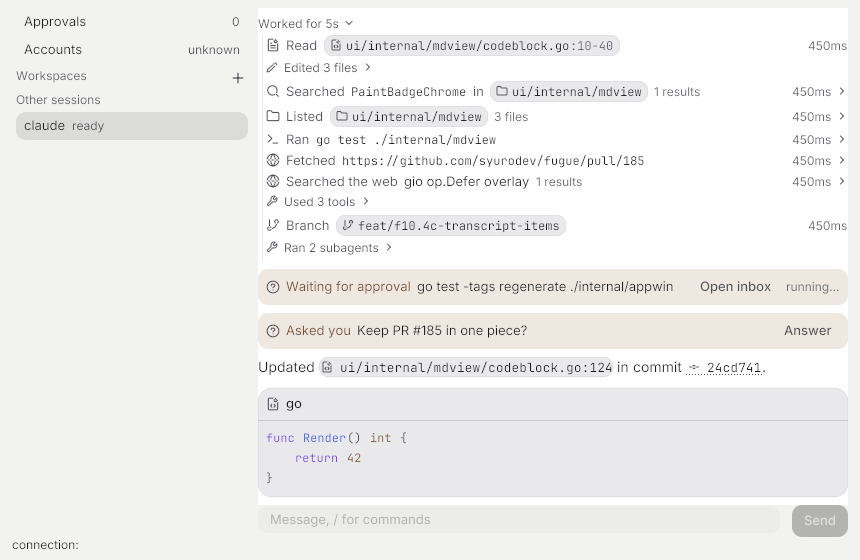 Approvals 0
Accounts unknown
Workspaces +
Other sessions
claude ready
connection:
Worked for 5s
Read ui/internal/mdview/codeblock.go:10-40 450ms
Edited 3 files
Searched PaintBadgeChrome in ui/internal/mdview 1 results 450ms
Listed ui/internal/mdview 3 files 450ms
Ran go test ./internal/mdview 450ms
Fetched https://github.com/syurodev/fugue/pull/185 450ms
Searched the web gio op.Defer overlay 1 results 450ms
Used 3 tools
Branch feat/f10.4c-transcript-items 450ms
Ran 2 subagents
Waiting for approval go test -tags regenerate ./internal/appwin Open inbox running...
Asked you Keep PR #185 in one piece? Answer
Updated ui/internal/mdview/codeblock.go:124 in commit 24cd741.
go
func Render() int {
    return 42
}
Message, / for commands Send